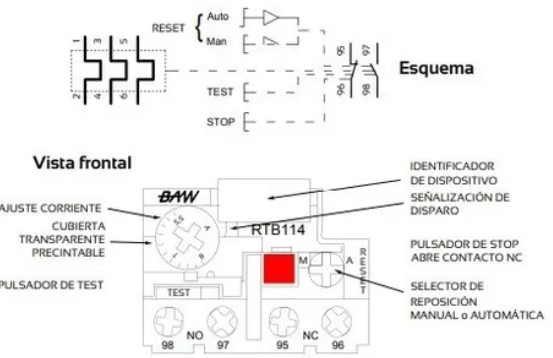 RESET
Auto
Man
1 3 5
2 4 6
95 97
96 98
TEST
STOP
Esquema
Vista frontal
IDENTIFICADOR
DE DISPOSITIVO
SEÑALIZACIÓN DE
DISPARO
PULSADOR DE STOP
ABRE CONTACTO NC
SELECTOR DE
REPOSICIÓN
MANUAL o AUTOMÁTICA
AJUSTE CORRIENTE
CUBIERTA
TRANSPARENTE
PRECINTABLE
PULSADOR DE TEST
BAW
RTB114
A
M A
RESET
TEST
NO NC
98 97 95 96